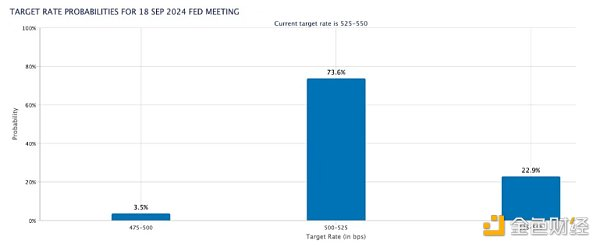 TARGET RATE PROBABILITIES FOR 18 SEP 2024 FED MEETING
Current target rate is 525-550
100%
80%
60%
40%
20%
0%
Probability
3.5%
73.6%
22.9%
475-500
500-525
Target Rate (in bps)
金色财经